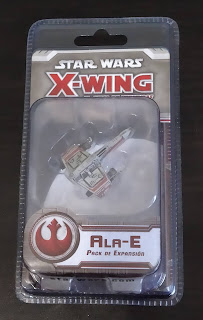 STAR WARS
X-WING
ALA-E
PACK DE EXPANSIÓN